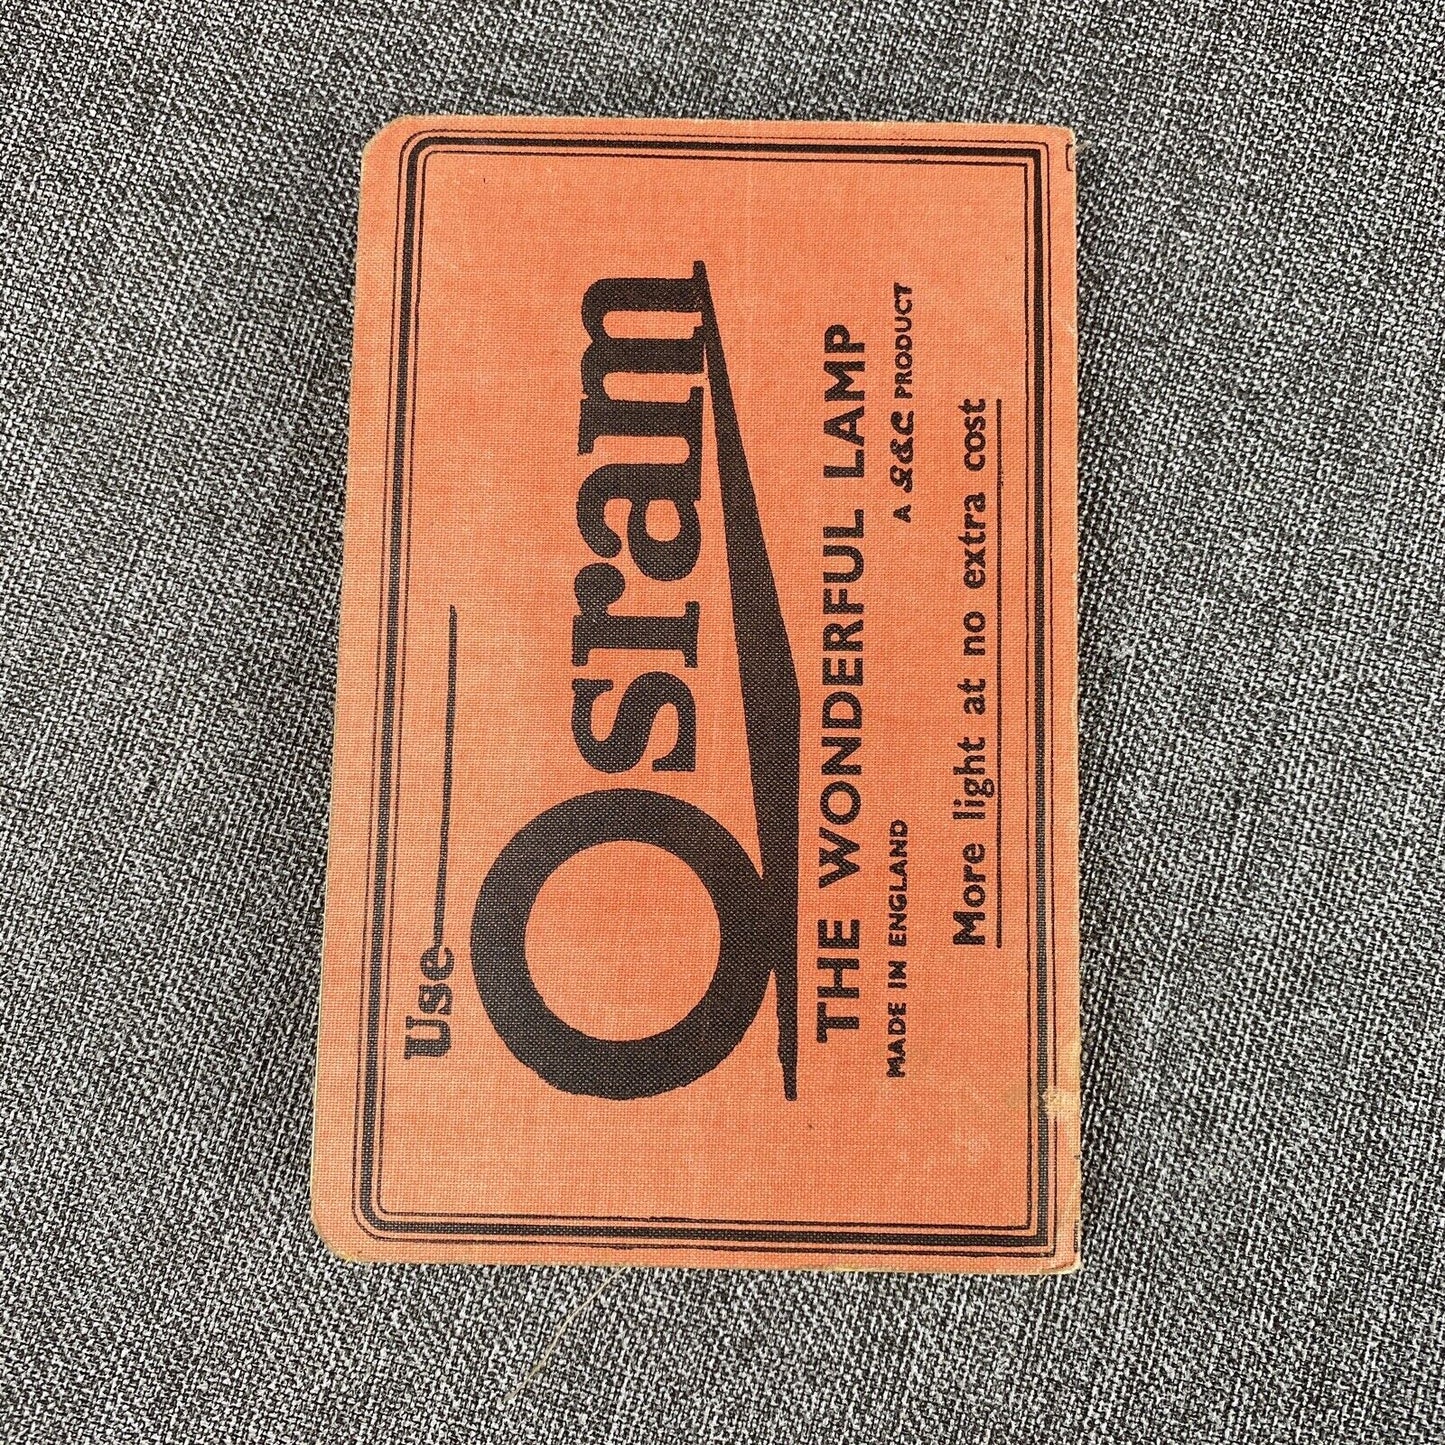 Use
Osram
THE WONDERFUL LAMP
MADE IN ENGLAND A G.E.C. PRODUCT
More light at no extra cost